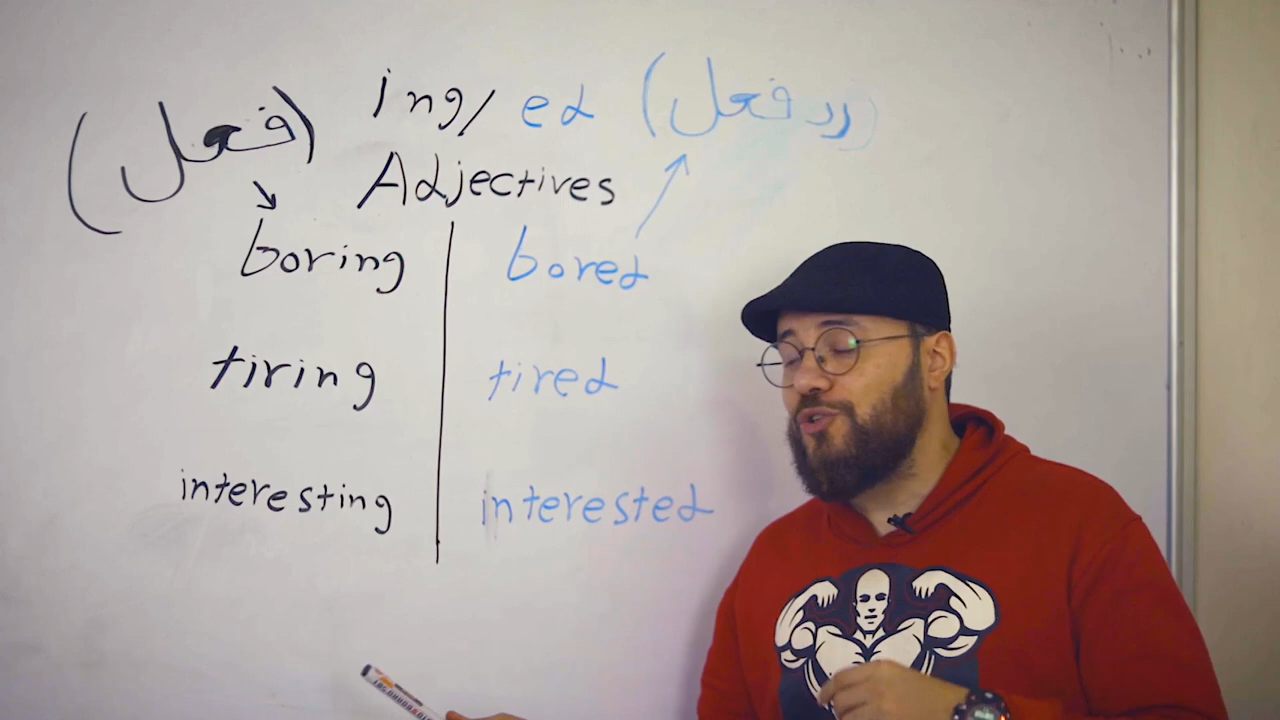 (فعل) ing/ed (رد فعل)
Adjectives
boring bored
tiring tired
interesting interested